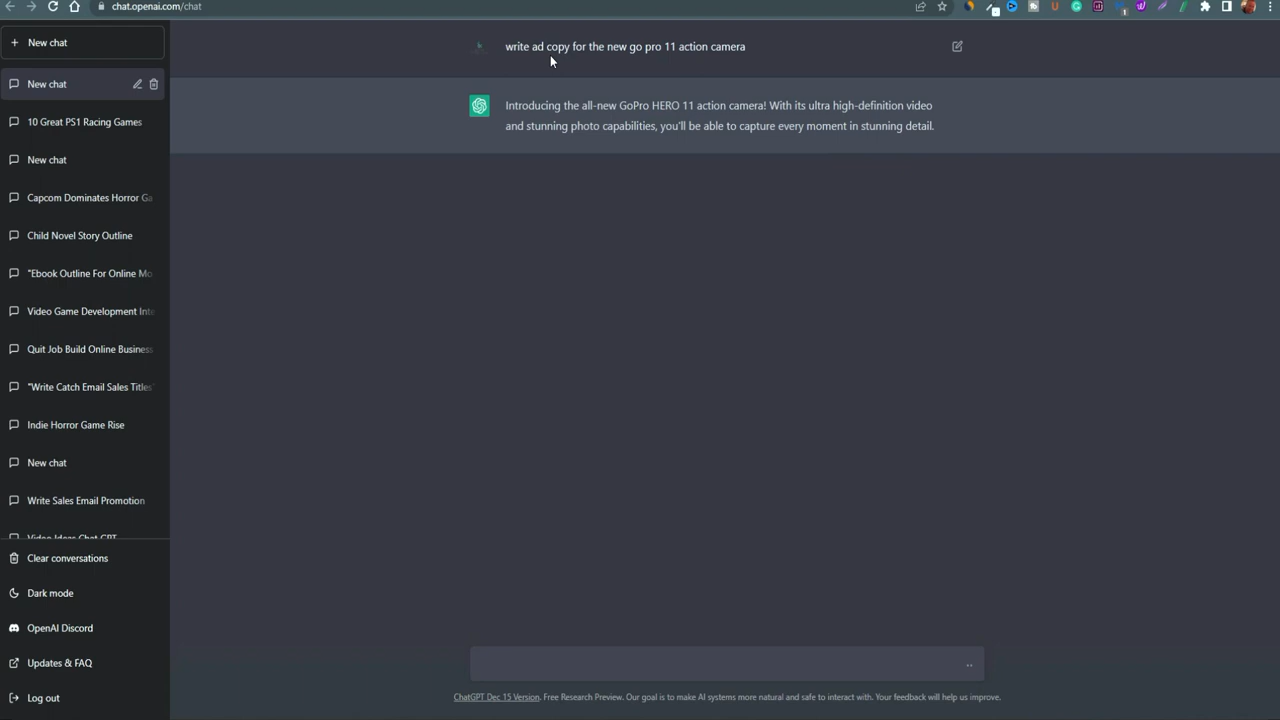 chat.openai.com/chat
New chat
New chat
10 Great PS1 Racing Games
New chat
Capcom Dominates Horror Ga
Child Novel Story Outline
"Ebook Outline For Online Mo
Video Game Development Inte
Quit Job Build Online Business
"Write Catch Email Sales Titles"
Indie Horror Game Rise
New chat
Write Sales Email Promotion
Video Ideas Chat GPT
Clear conversations
Dark mode
OpenAI Discord
Updates & FAQ
Log out
write ad copy for the new go pro 11 action camera
Introducing the all-new GoPro HERO 11 action camera! With its ultra high-definition video
and stunning photo capabilities, you'll be able to capture every moment in stunning detail.
ChatGPT Dec 15 Version. Free Research Preview. Our goal is to make AI systems more natural and safe to interact with. Your feedback will help us improve.